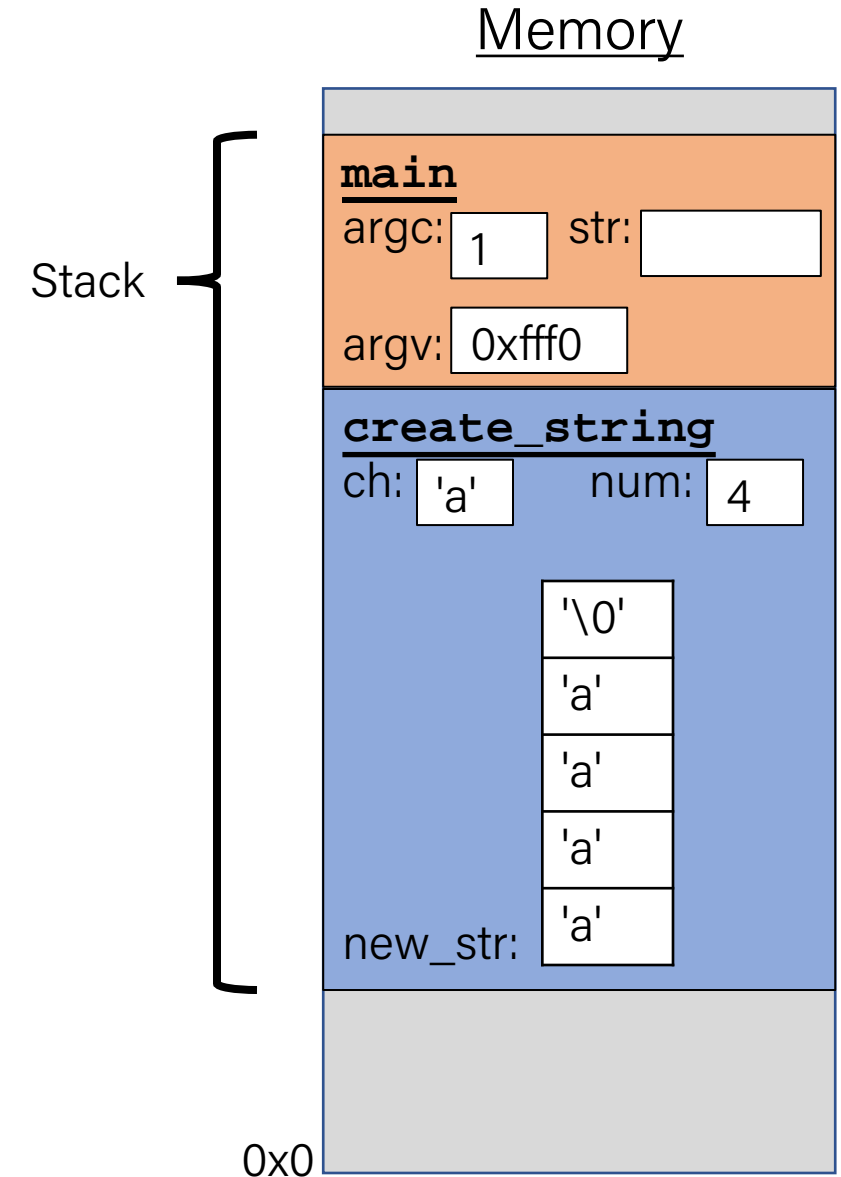 Memory
main
argc: 1 str:
Stack
argv: 0xfff0
create_string
ch: 'a' num: 4
'\0'
'a'
'a'
'a'
new_str: 'a'
0x0